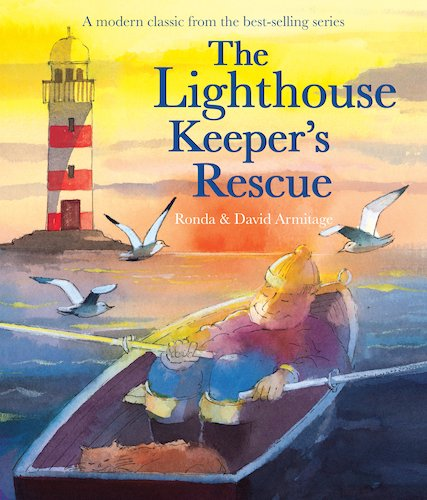 A modern classic from the best-selling series
The
Lighthouse
Keeper's
Rescue
Ronda & David Armitage